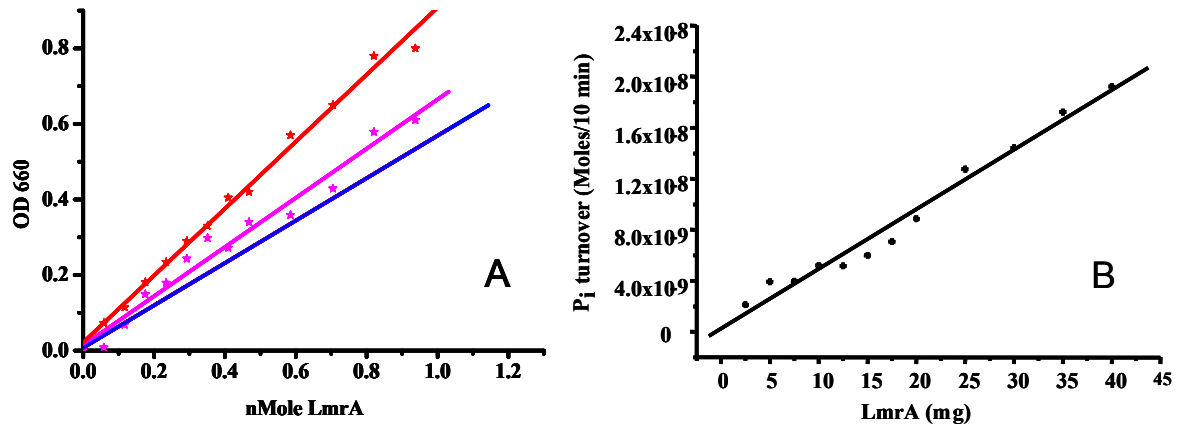 0.8
0.6
0.4
0.2
0.0
OD 660
A
0.0 0.2 0.4 0.6 0.8 1.0 1.2
nMole LmrA
2.4x10-8
2.0x10-8
1.6x10-8
1.2x10-8
8.0x10-9
4.0x10-9
0
Pi turnover (Moles/10 min)
B
0 5 10 15 20 25 30 35 40 45
LmrA (mg)